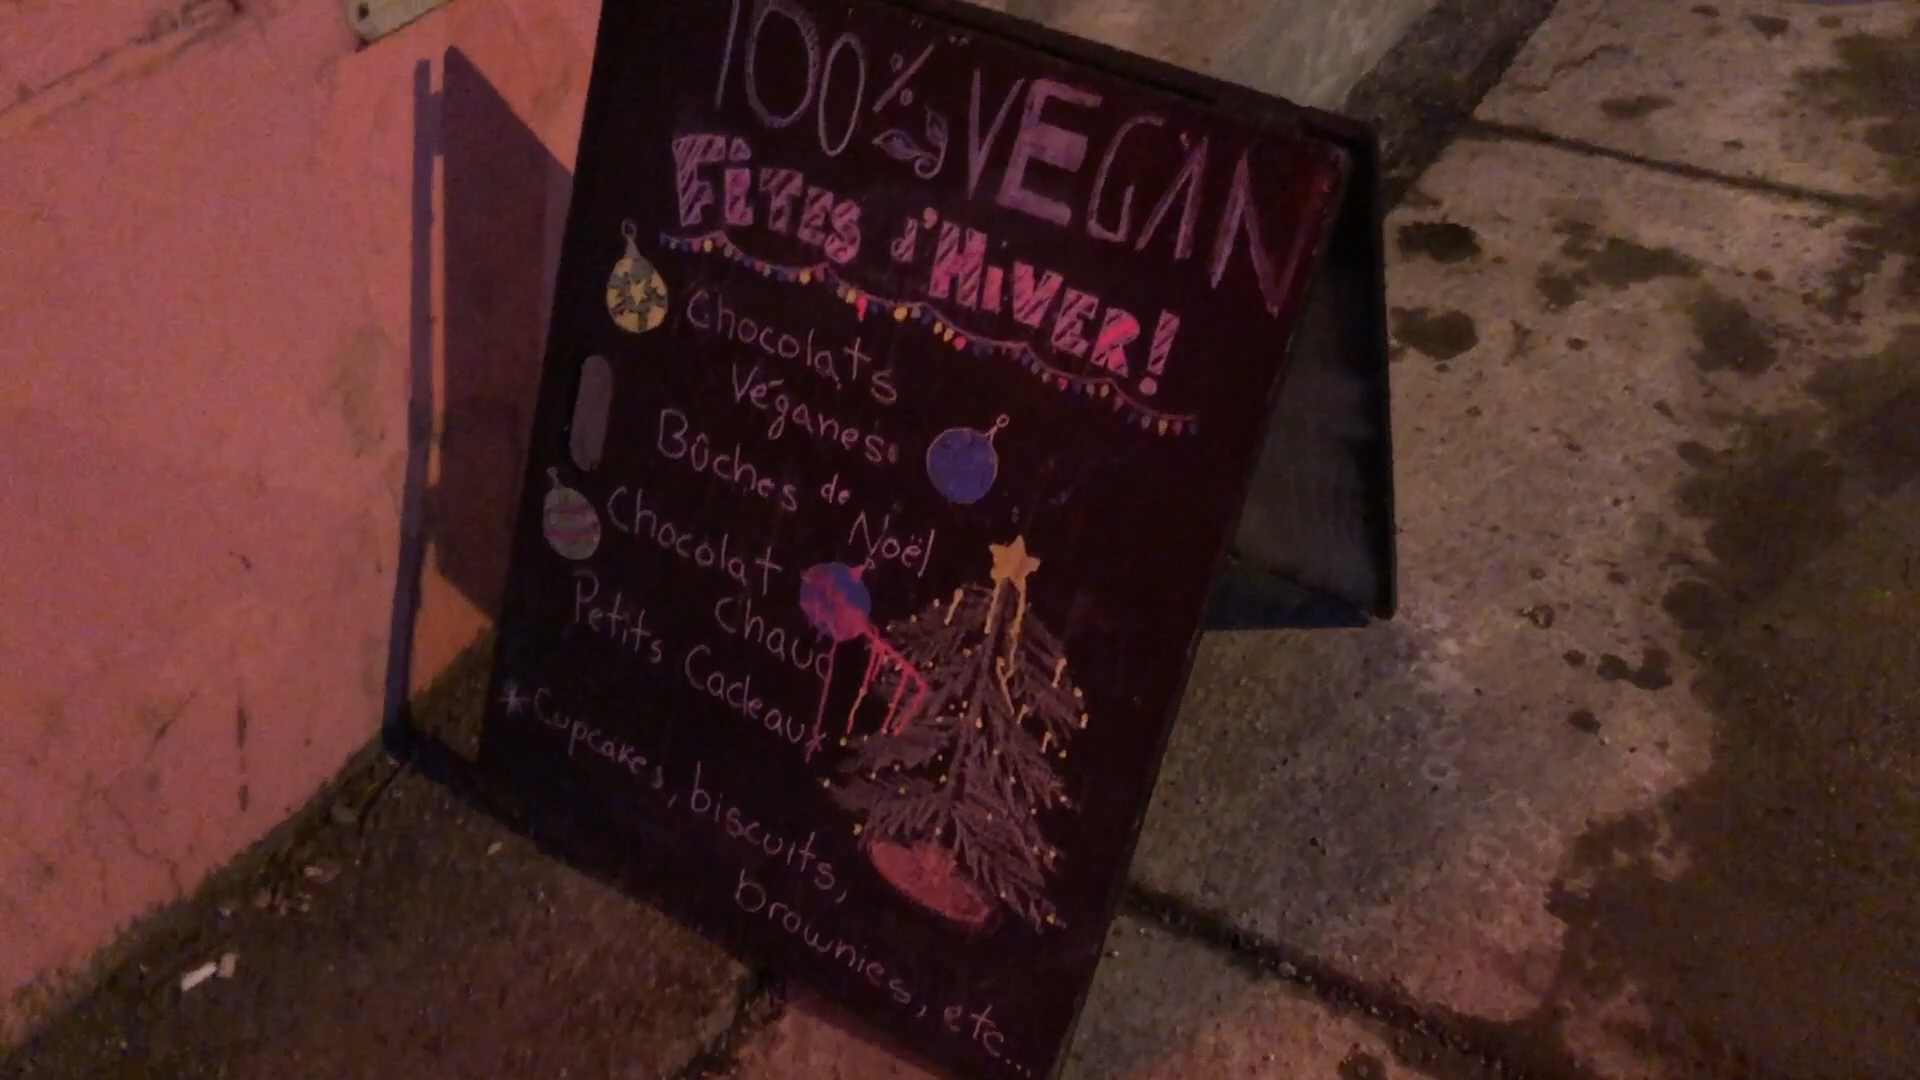 100% VEGAN
FÊTES d'HiVER!
Chocolats
Véganes
Bûches de
Noël
Chocolat
Chaud
Petits Cadeaux
*Cupcakes, biscuits,
brownies, etc...